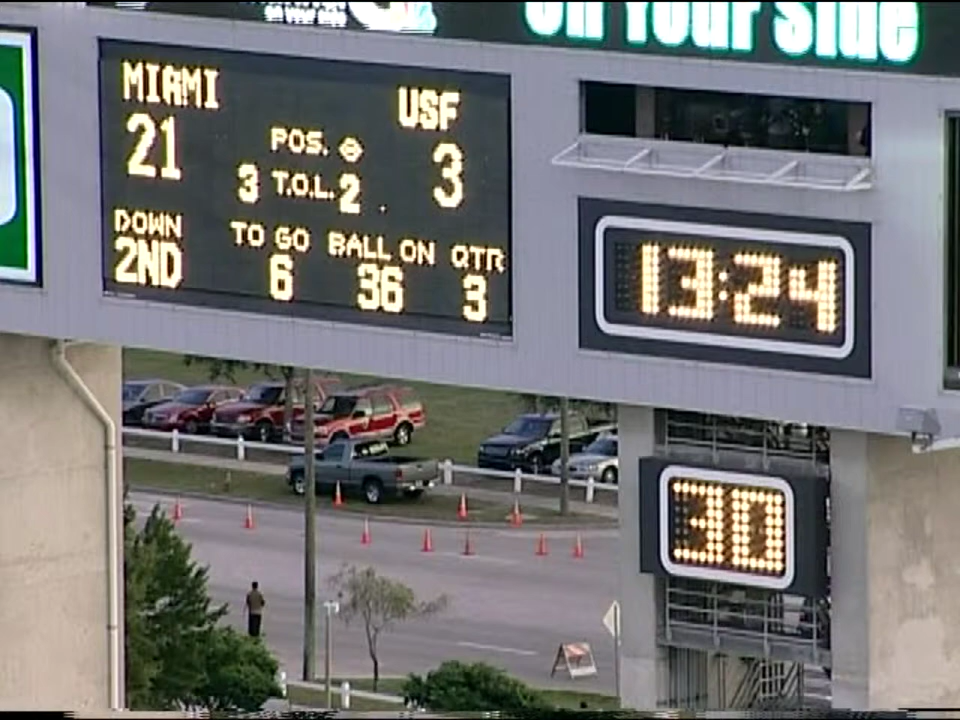 On Your Side
MIAMI USF
21 POS. 3
3 T.O.L. 2
DOWN TO GO BALL ON QTR
2ND 6 36 3
13:24
30